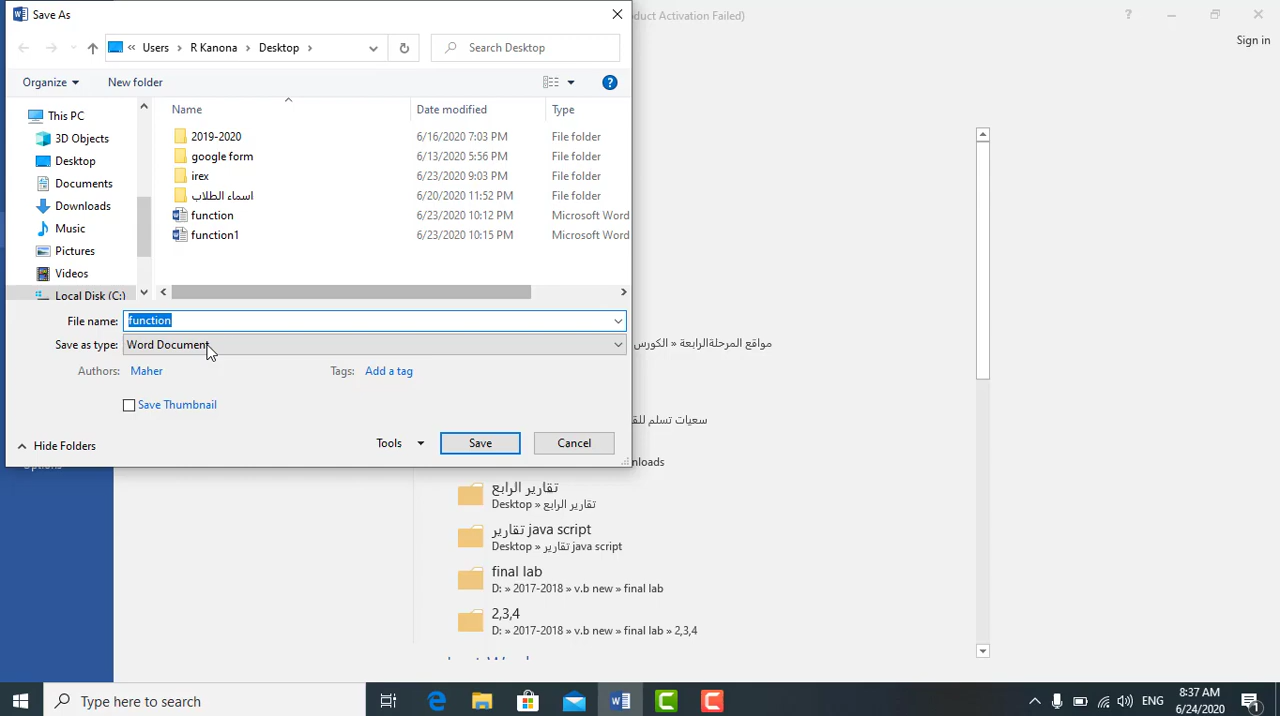 Save As
oduct Activation Failed)
Sign in
Users
R Kanona
Desktop
Search Desktop
Organize
New folder
Name
Date modified
Type
This PC
3D Objects
Desktop
Documents
Downloads
Music
Pictures
Videos
Local Disk (C:)
2019-2020 6/16/2020 7:03 PM File folder
google form 6/13/2020 5:56 PM File folder
irex 6/23/2020 9:03 PM File folder
اسماء الطلاب 6/20/2020 11:52 PM File folder
function 6/23/2020 10:12 PM Microsoft Word
function1 6/23/2020 10:15 PM Microsoft Word
File name: function
Save as type: Word Document
Authors: Maher Tags: Add a tag
Save Thumbnail
Hide Folders
Tools
Save
Cancel
Options
مواقع المرحلةالرابعة « الكورس
سعيات تسلم للق
nloads
تقارير الرابع
Desktop » تقارير الرابع
تقارير java script
Desktop » تقارير java script
final lab
D: » 2017-2018 » v.b new » final lab
2,3,4
D: » 2017-2018 » v.b new » final lab » 2,3,4
Type here to search
ENG
8:37 AM
6/24/2020
1